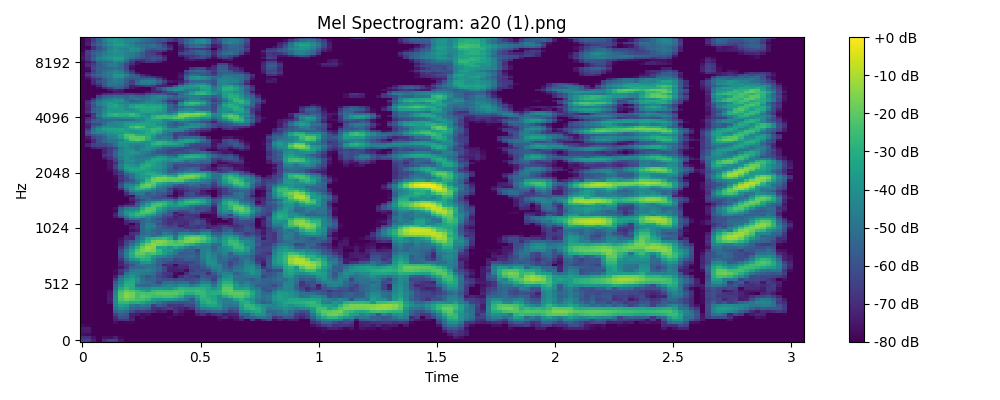 Mel Spectrogram: a20 (1).png
Hz
8192
4096
2048
1024
512
0
0
0.5
1
1.5
2
2.5
3
Time
+0 dB
-10 dB
-20 dB
-30 dB
-40 dB
-50 dB
-60 dB
-70 dB
-80 dB